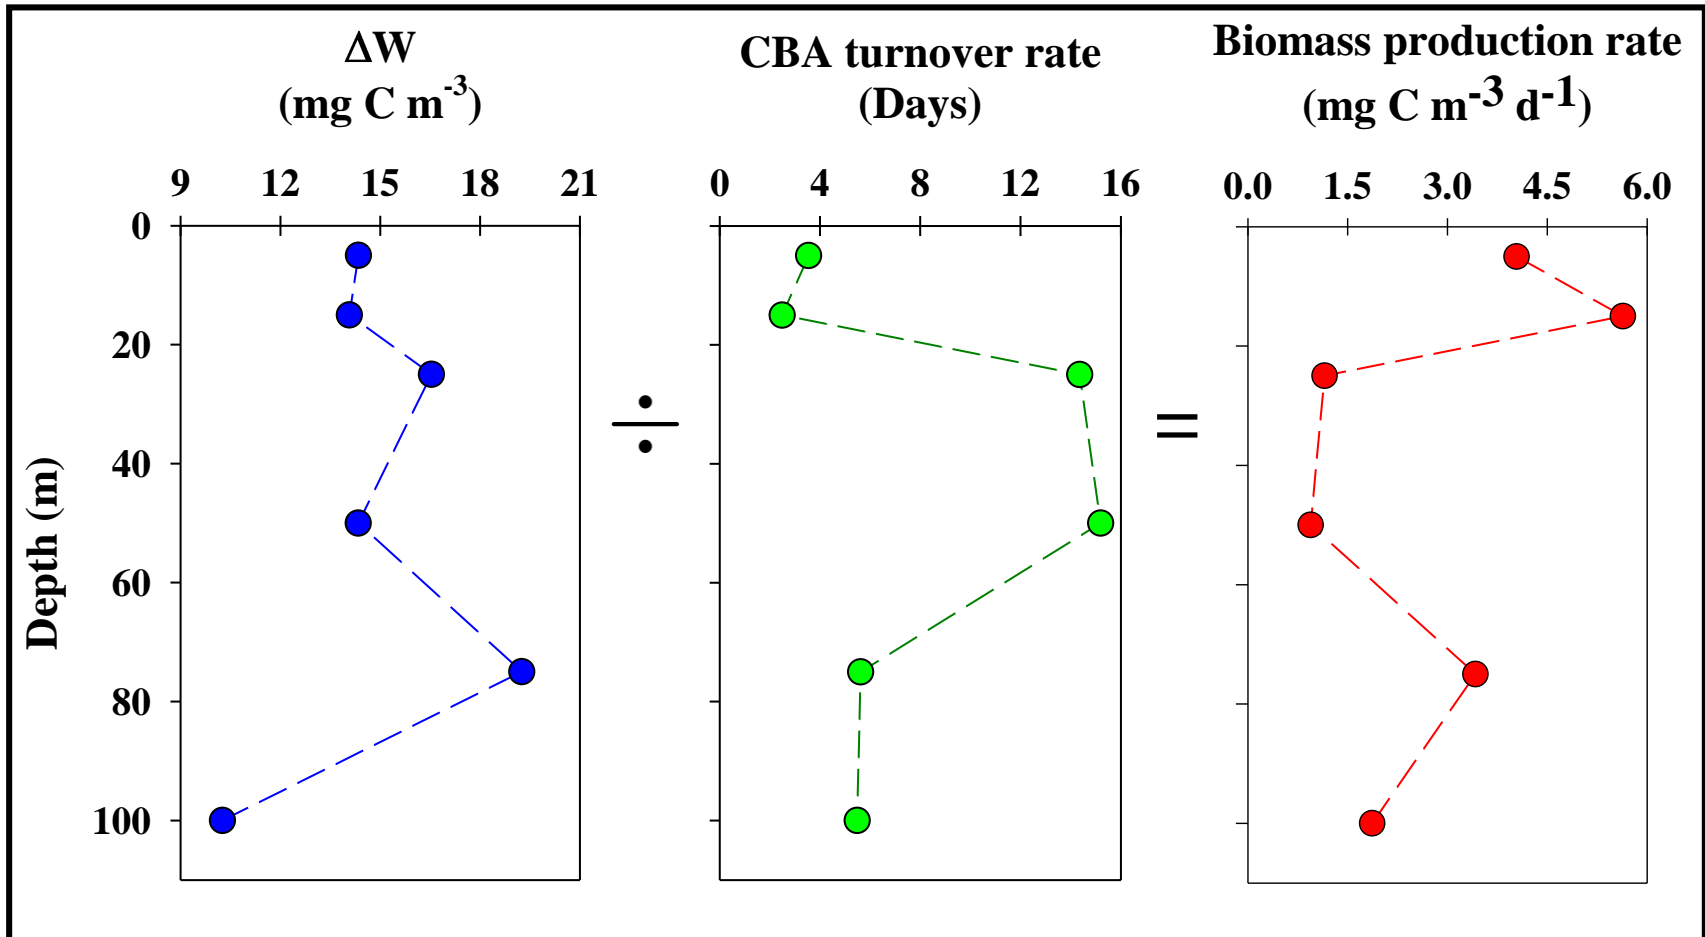 ΔW
(mg C m⁻³)
CBA turnover rate
(Days)
Biomass production rate
(mg C m⁻³ d⁻¹)
9 12 15 18 21
0 4 8 12 16
0.0 1.5 3.0 4.5 6.0
0
20
40
60
80
100
Depth (m)
÷
=